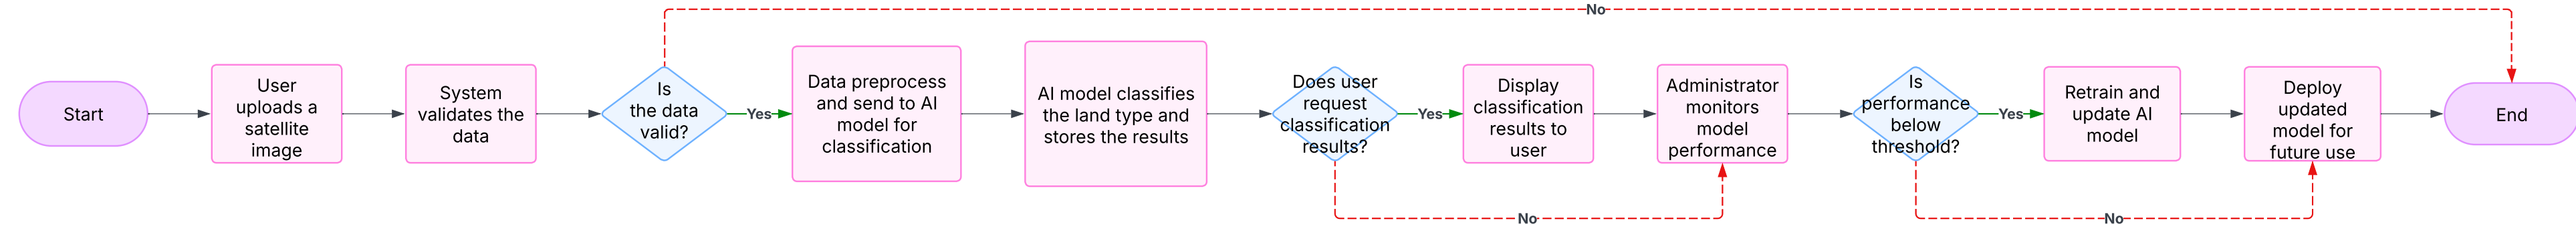 No
Start
User
uploads a
satellite
image
System
validates the
data
Is
the data
valid?
Yes
Data preprocess
and send to AI
model for
classification
AI model classifies
the land type and
stores the results
Does user
request
classification
results?
Yes
Display
classification
results to
user
Administrator
monitors
model
performance
Is
performance
below
threshold?
Yes
Retrain and
update AI
model
Deploy
updated
model for
future use
End
No
No